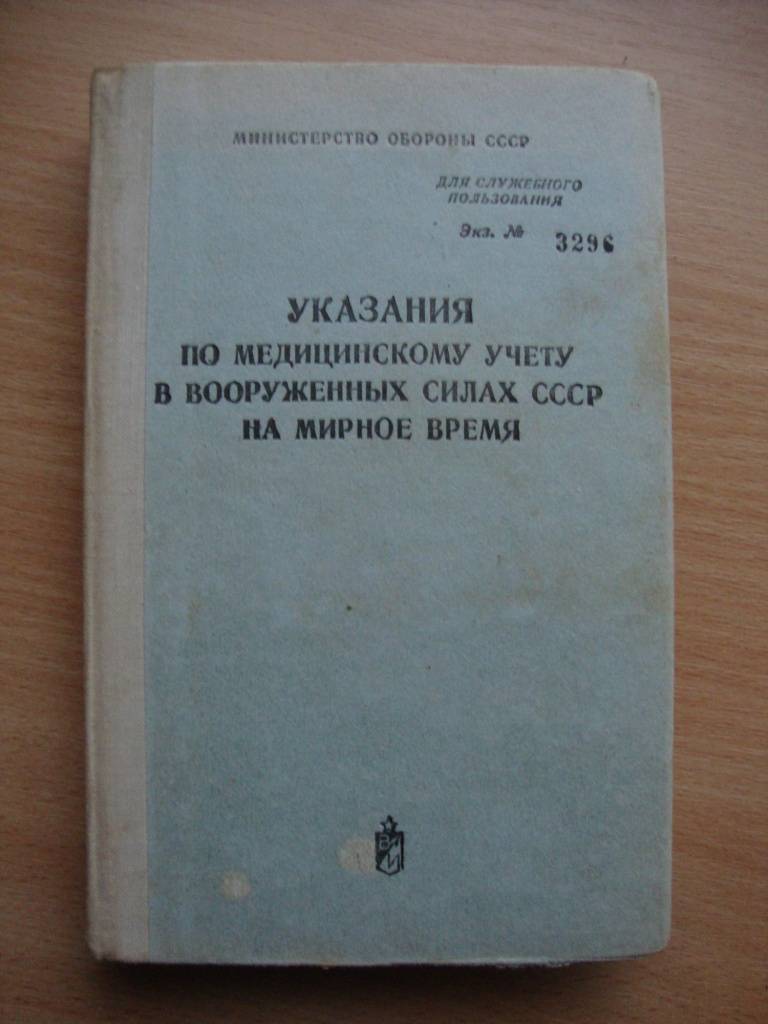 МИНИСТЕРСТВО ОБОРОНЫ СССР
ДЛЯ СЛУЖЕБНОГО
ПОЛЬЗОВАНИЯ
Экз. № 3296
УКАЗАНИЯ
ПО МЕДИЦИНСКОМУ УЧЕТУ
В ВООРУЖЕННЫХ СИЛАХ СССР
НА МИРНОЕ ВРЕМЯ
В
И